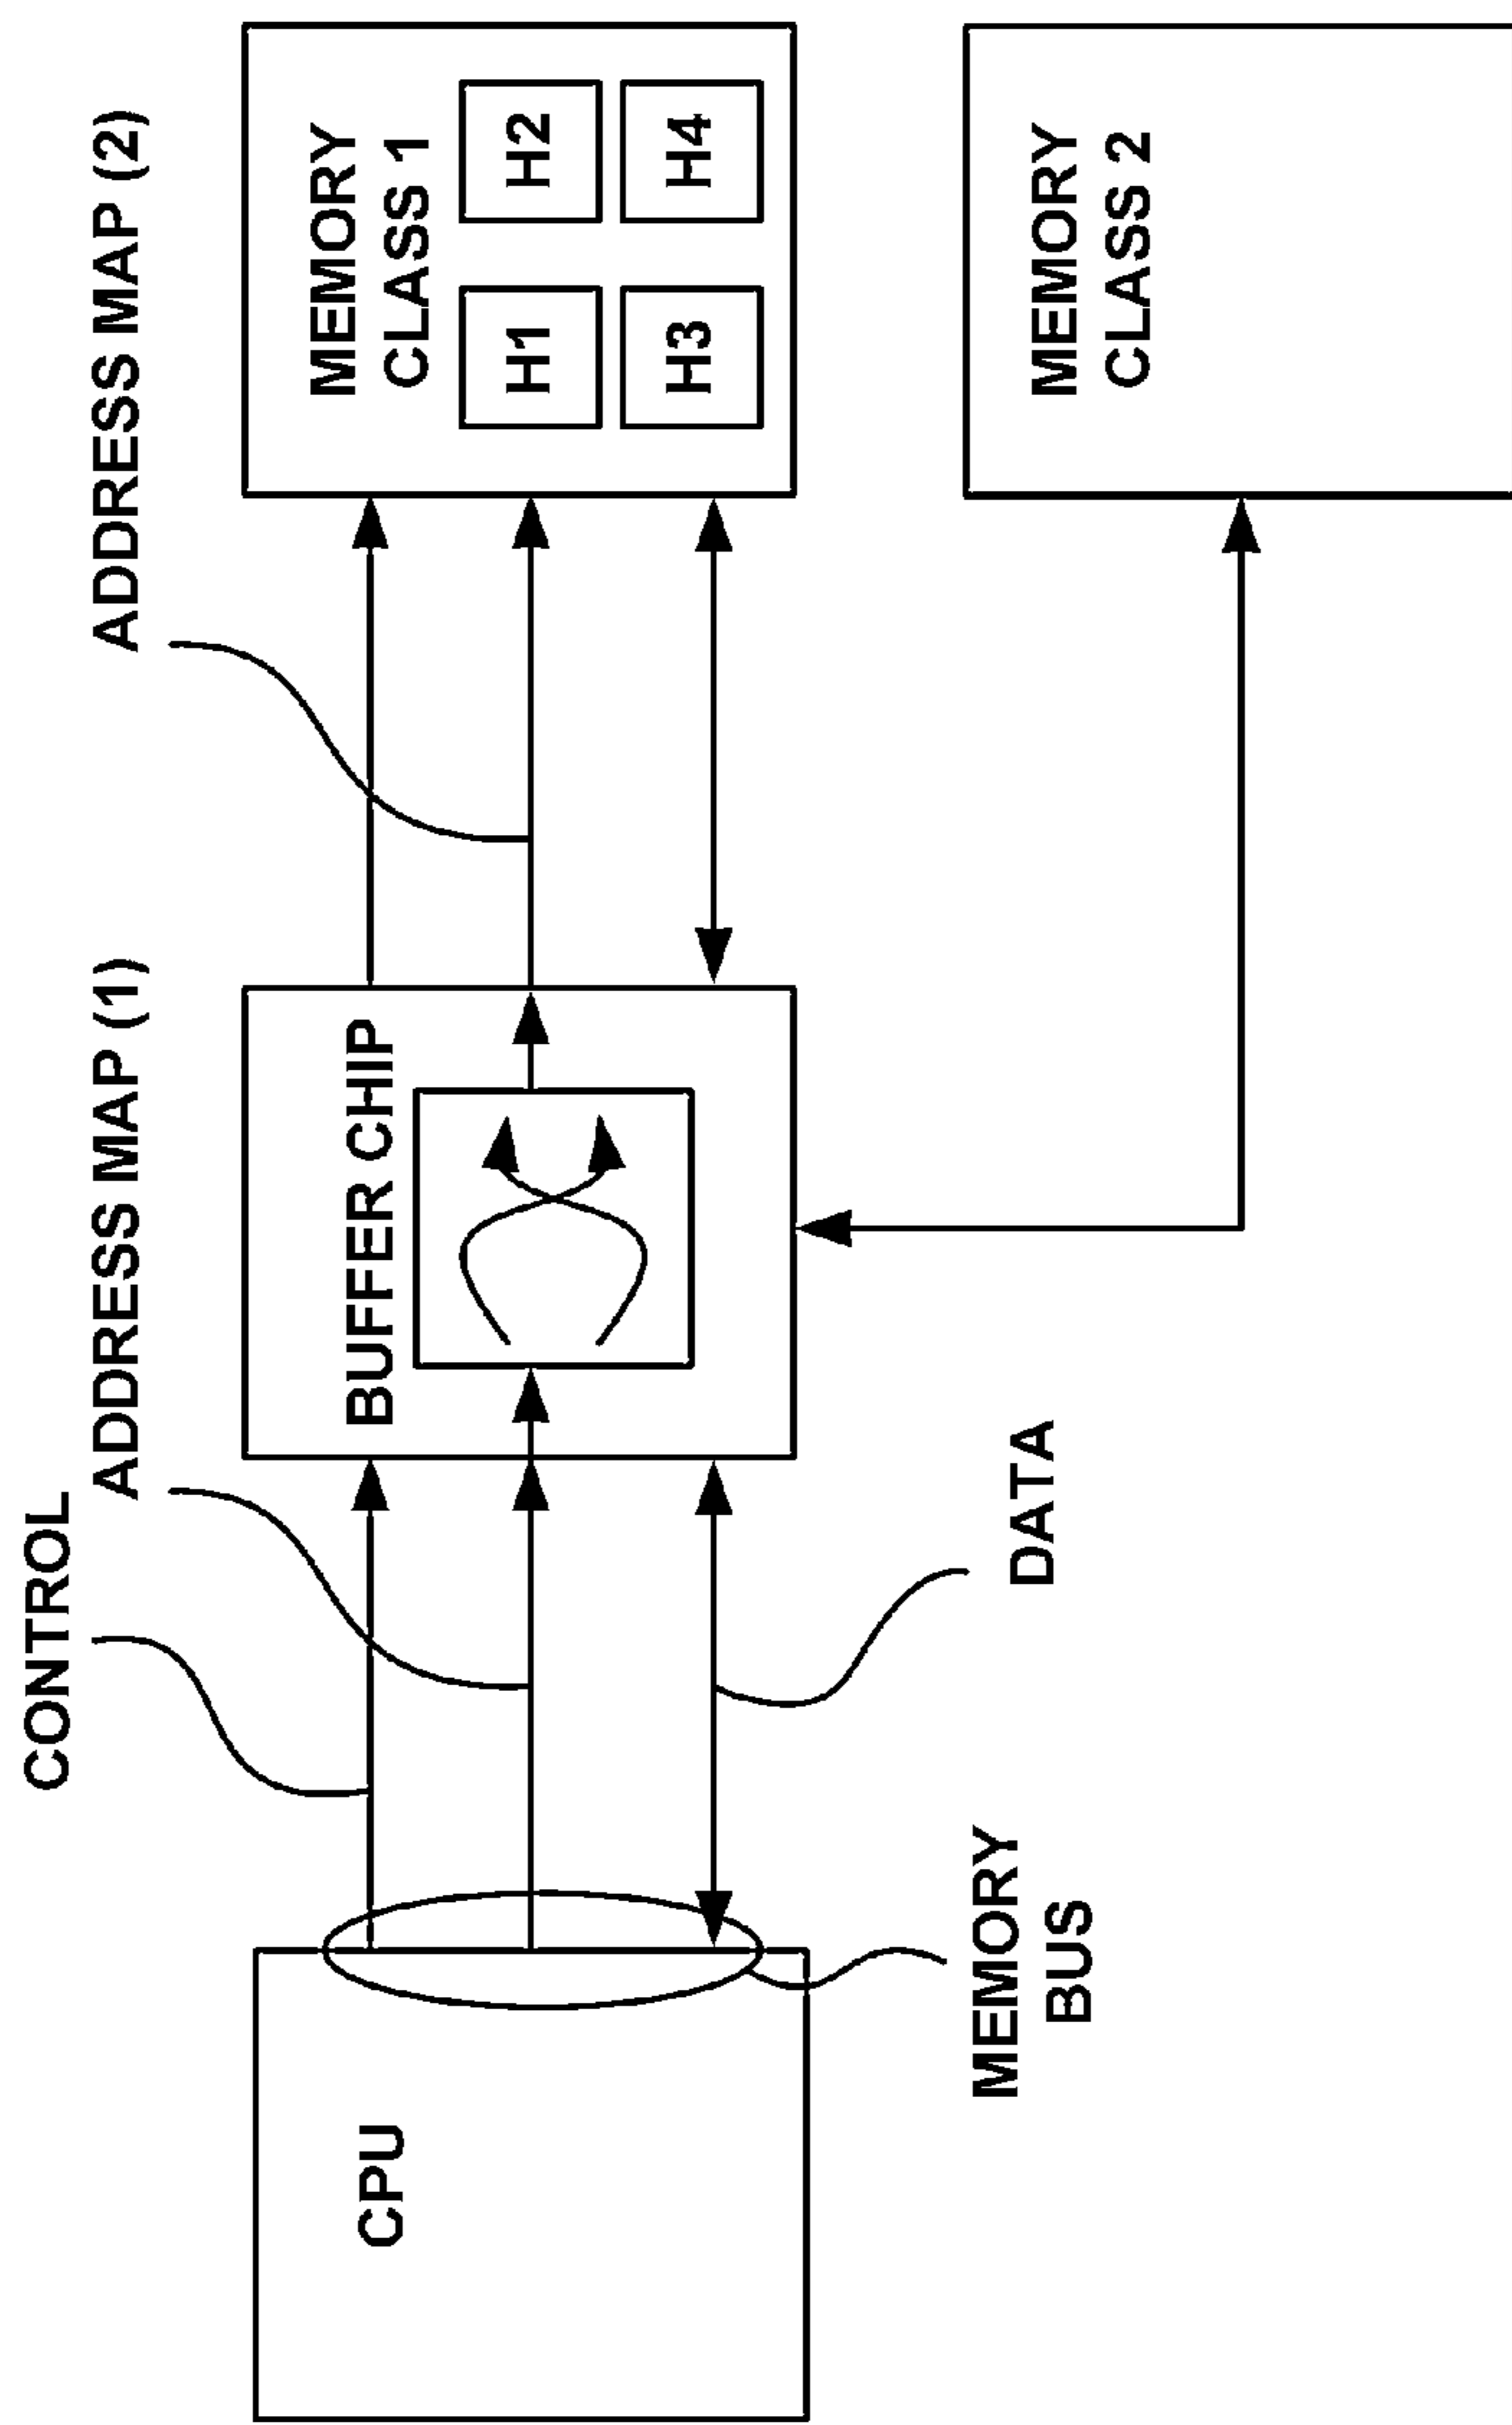 CONTROL
ADDRESS MAP (1)
ADDRESS MAP (2)
CPU
BUFFER CHIP
MEMORY
CLASS 1
H1
H2
H3
H4
MEMORY
BUS
DATA
MEMORY
CLASS 2